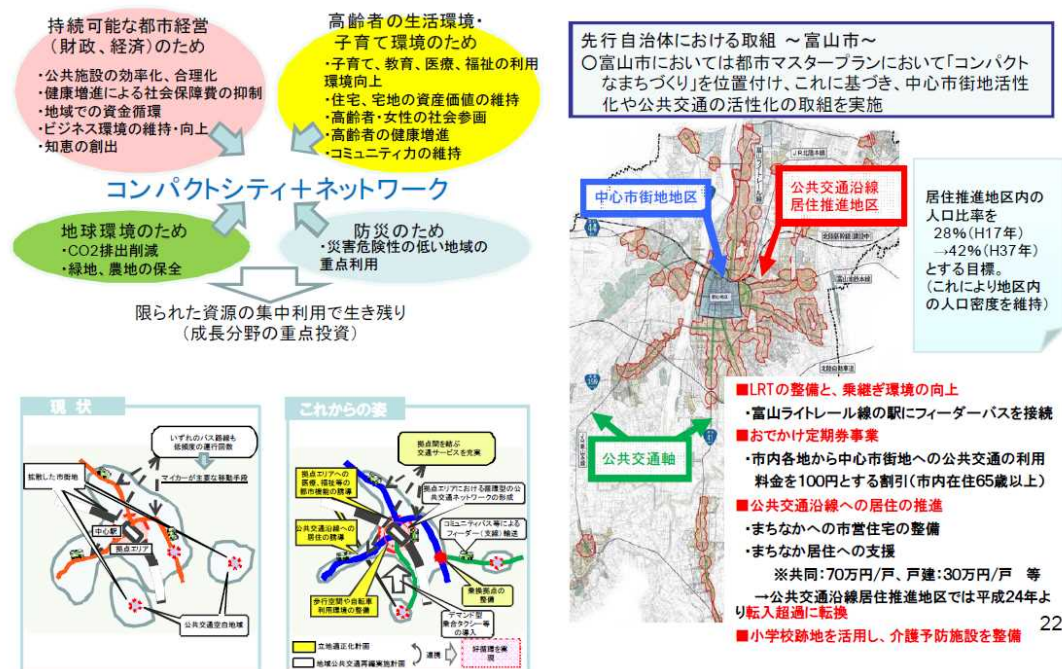 持続可能な都市経営
(財政、経済)のため
・公共施設の効率化、合理化
・健康増進による社会保障費の抑制
・地域での資金循環
・ビジネス環境の維持・向上
・知恵の創出
高齢者の生活環境・
子育て環境のため
・子育て、教育、医療、福祉の利用
環境向上
・住宅、宅地の資産価値の維持
・高齢者・女性の社会参画
・高齢者の健康増進
・コミュニティ力の維持
コンパクトシティ＋ネットワーク
地球環境のため
・CO2排出削減
・緑地、農地の保全
防災のため
・災害危険性の低い地域の
重点利用
限られた資源の集中利用で生き残り
(成長分野の重点投資)
現状
いずれのバス路線も
低頻度の運行回数
拡散した市街地
マイカーが主要な移動手段
中心駅
拠点エリア
公共交通空白地域
これからの姿
拠点間を結ぶ
交通サービスを充実
拠点エリアへの
医療、福祉等の
都市機能の誘導
拠点エリアにおける循環型の公
共交通ネットワークの形成
公共交通沿線への
居住の誘導
コミュニティバス等による
フィーダー(支線)輸送
乗換拠点の
整備
歩行空間や自転車
利用環境の整備
デマンド型
乗合タクシー等
の導入
立地適正化計画
地域公共交通再編実施計画
連携
好循環を実
現
先行自治体における取組 ～富山市～
○富山市においては都市マスタープランにおいて「コンパクト
なまちづくり」を位置付け、これに基づき、中心市街地活性
化や公共交通の活性化の取組を実施
中心市街地地区
公共交通沿線
居住推進地区
JR北陸本線
44
41
公共交通軸
居住推進地区内の
人口比率を
28%(H17年)
→42%(H37年)
とする目標。
(これにより地区内
の人口密度を維持)
■LRTの整備と、乗継ぎ環境の向上
・富山ライトレール線の駅にフィーダーバスを接続
■おでかけ定期券事業
・市内各地から中心市街地への公共交通の利用
料金を100円とする割引(市内在住65歳以上)
■公共交通沿線への居住の推進
・まちなかへの市営住宅の整備
・まちなか居住への支援
※共同：70万円/戸、戸建：30万円/戸 等
→公共交通沿線居住推進地区では平成24年よ
り転入超過に転換
■小学校跡地を活用し、介護予防施設を整備
22